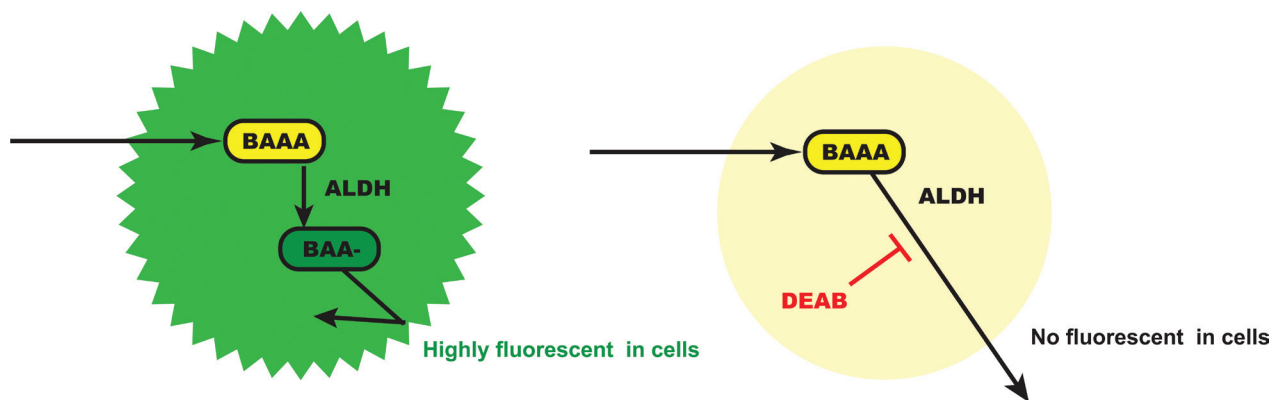 BAAA
ALDH
BAA-
Highly fluorescent in cells
BAAA
ALDH
DEAB
No fluorescent in cells